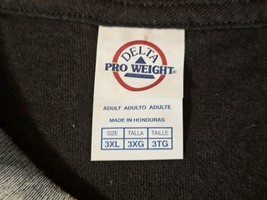 DELTA
PRO WEIGHT®
ADULT ADULTO ADULTE
MADE IN HONDURAS
SIZE TALLA TAILLE
3XL 3XG 3TG